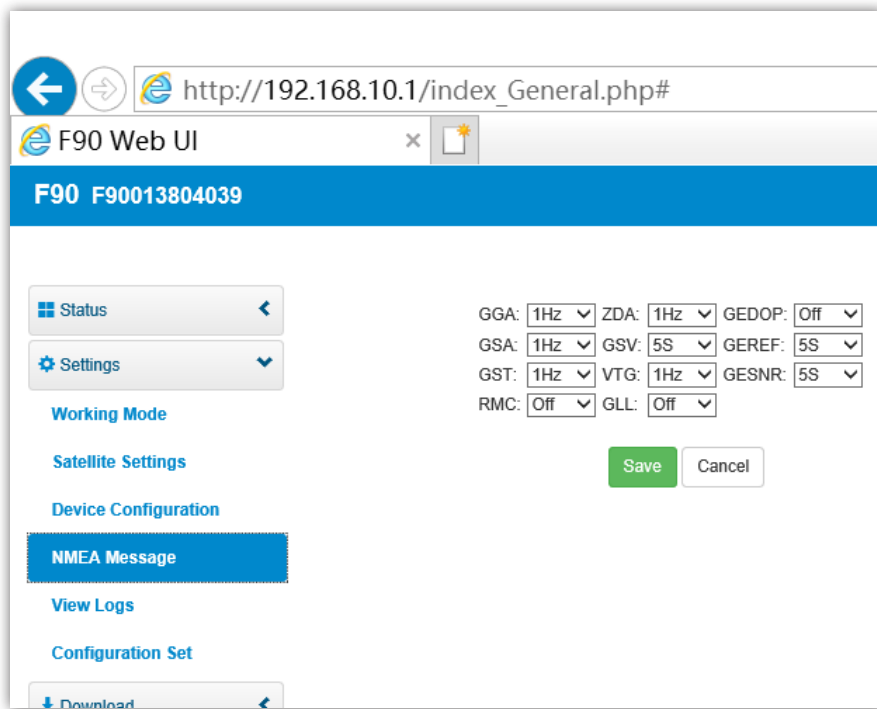 http://192.168.10.1/index_General.php#
F90 Web UI
F90 F90013804039
Status
Settings
Working Mode
Satellite Settings
Device Configuration
NMEA Message
View Logs
Configuration Set
Download
GGA: 1Hz ZDA: 1Hz GEDOP: Off
GSA: 1Hz GSV: 5S GEREF: 5S
GST: 1Hz VTG: 1Hz GESNR: 5S
RMC: Off GLL: Off
Save Cancel